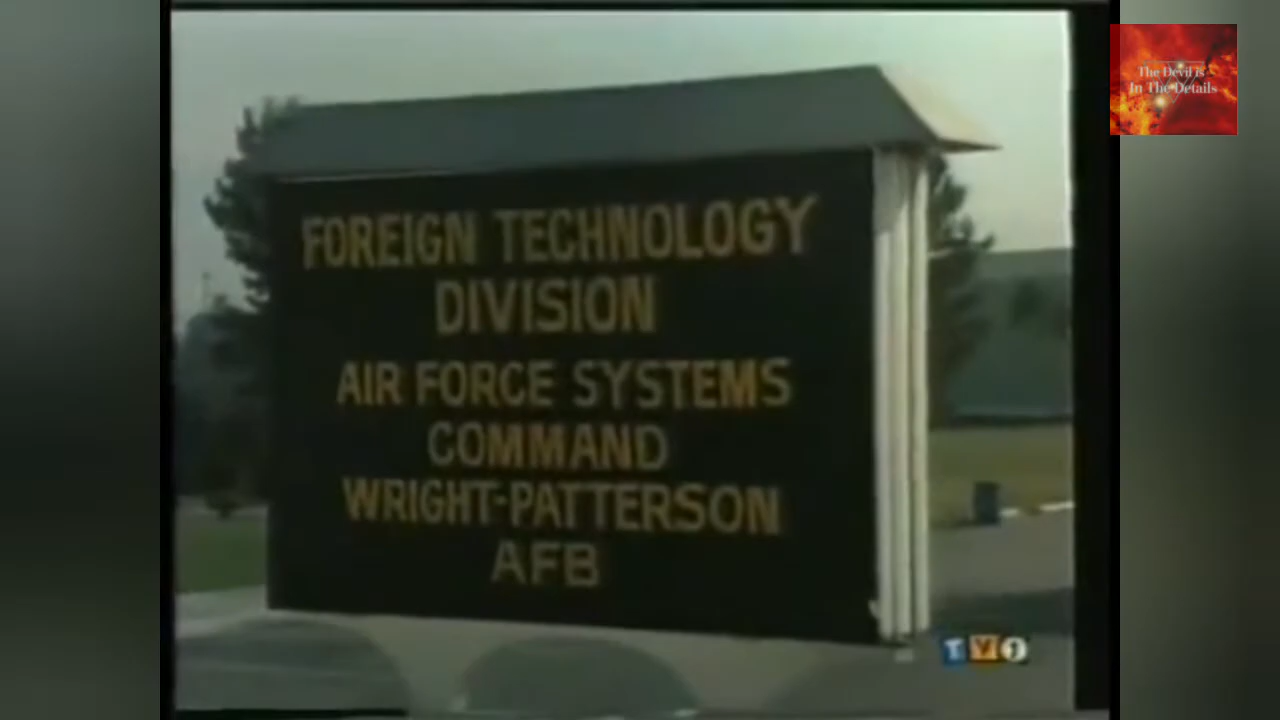 The Devil is
In The Details
FOREIGN TECHNOLOGY
DIVISION
AIR FORCE SYSTEMS
COMMAND
WRIGHT-PATTERSON
AFB